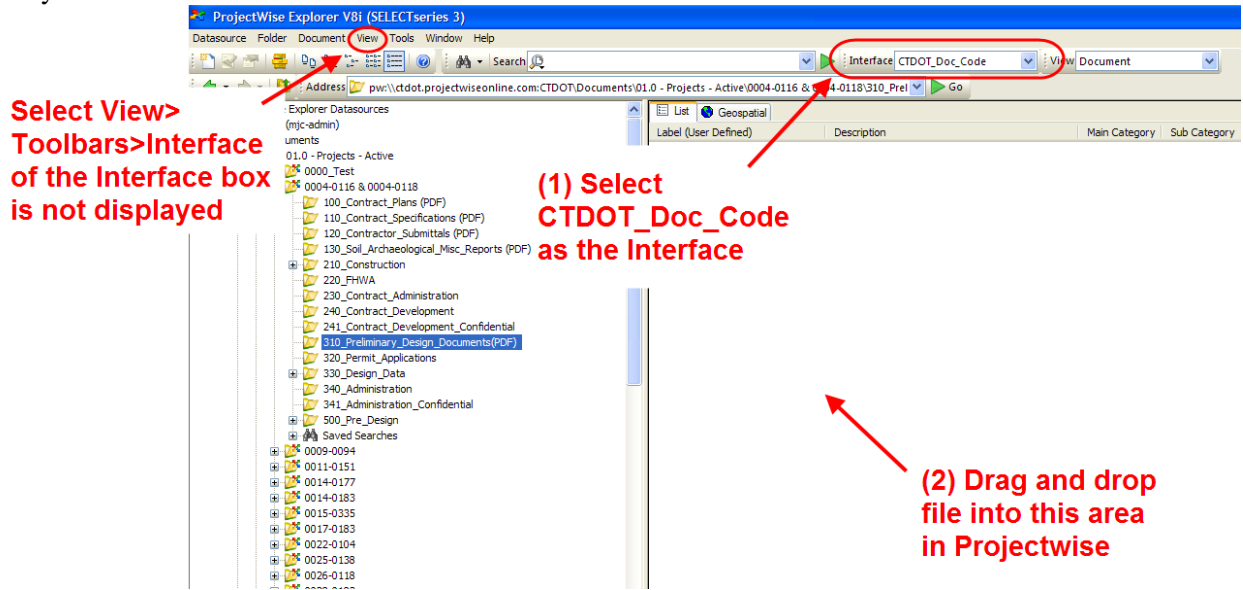 ProjectWise Explorer V8i (SELECTseries 3)
Datasource Folder Document View Tools Window Help
Search Interface CTDOT_Doc_Code View Document
Address pw:\\ctdot.projectwiseonline.com:CTDOT\Documents\01.0 - Projects - Active\0004-0116 & 0004-0118\310_Prel Go
Select View>
Toolbars>Interface
of the Interface box
is not displayed
Explorer Datasources
(mjc-admin)
uments
01.0 - Projects - Active
0000_Test
0004-0116 & 0004-0118
100_Contract_Plans (PDF)
110_Contract_Specifications (PDF)
120_Contractor_Submittals (PDF)
130_Soil_Archaeological_Misc_Reports (PDF)
210_Construction
220_FHWA
230_Contract_Administration
240_Contract_Development
241_Contract_Development_Confidential
310_Preliminary_Design_Documents(PDF)
320_Permit_Applications
330_Design_Data
340_Administration
341_Administration_Confidential
500_Pre_Design
Saved Searches
0009-0094
0011-0151
0014-0177
0014-0183
0015-0335
0017-0183
0022-0104
0025-0138
0026-0118
List Geospatial
Label (User Defined) Description Main Category Sub Category
(1) Select
CTDOT_Doc_Code
as the Interface
(2) Drag and drop
file into this area
in Projectwise